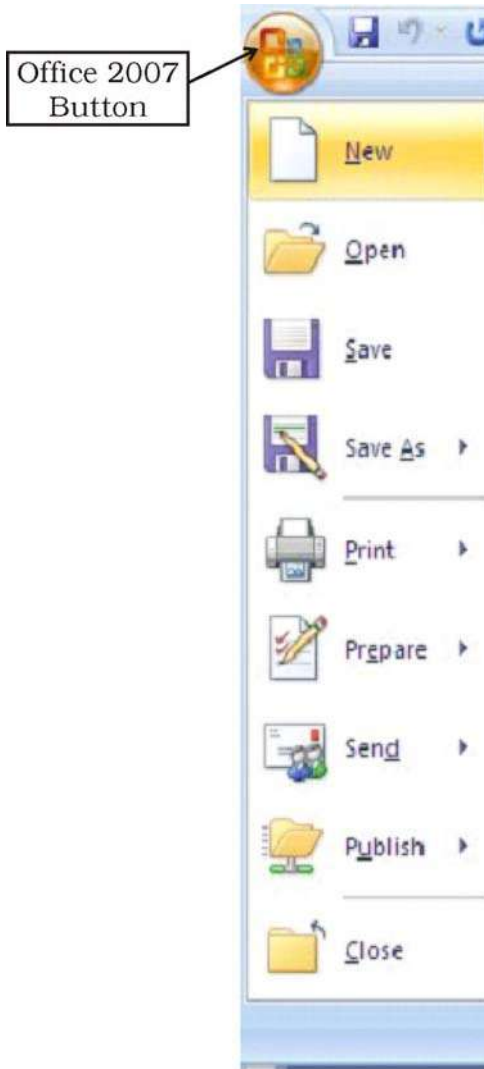 Office 2007
Button
New
Open
Save
Save As
Print
Prepare
Send
Publish
Close